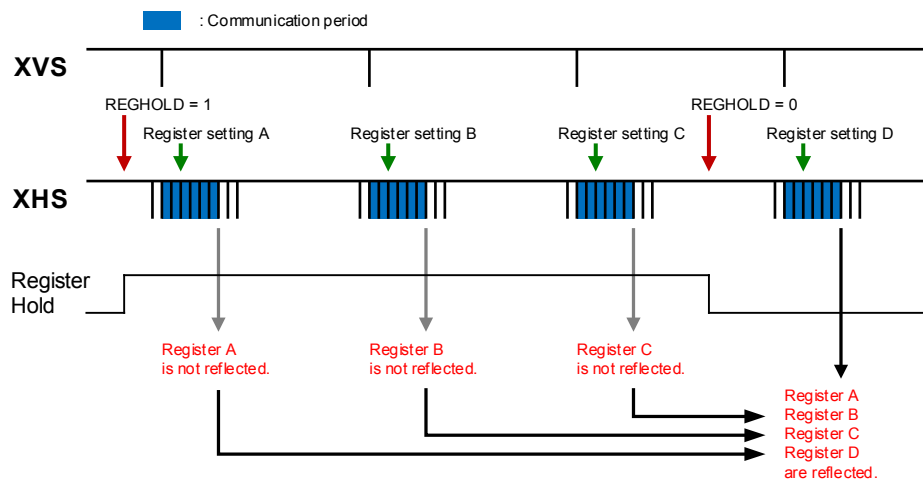 : Communication period
XVS
REGHOLD = 1
REGHOLD = 0
Register setting A
Register setting B
Register setting C
Register setting D
XHS
Register
Hold
Register A
is not reflected.
Register B
is not reflected.
Register C
is not reflected.
Register A
Register B
Register C
Register D
are reflected.